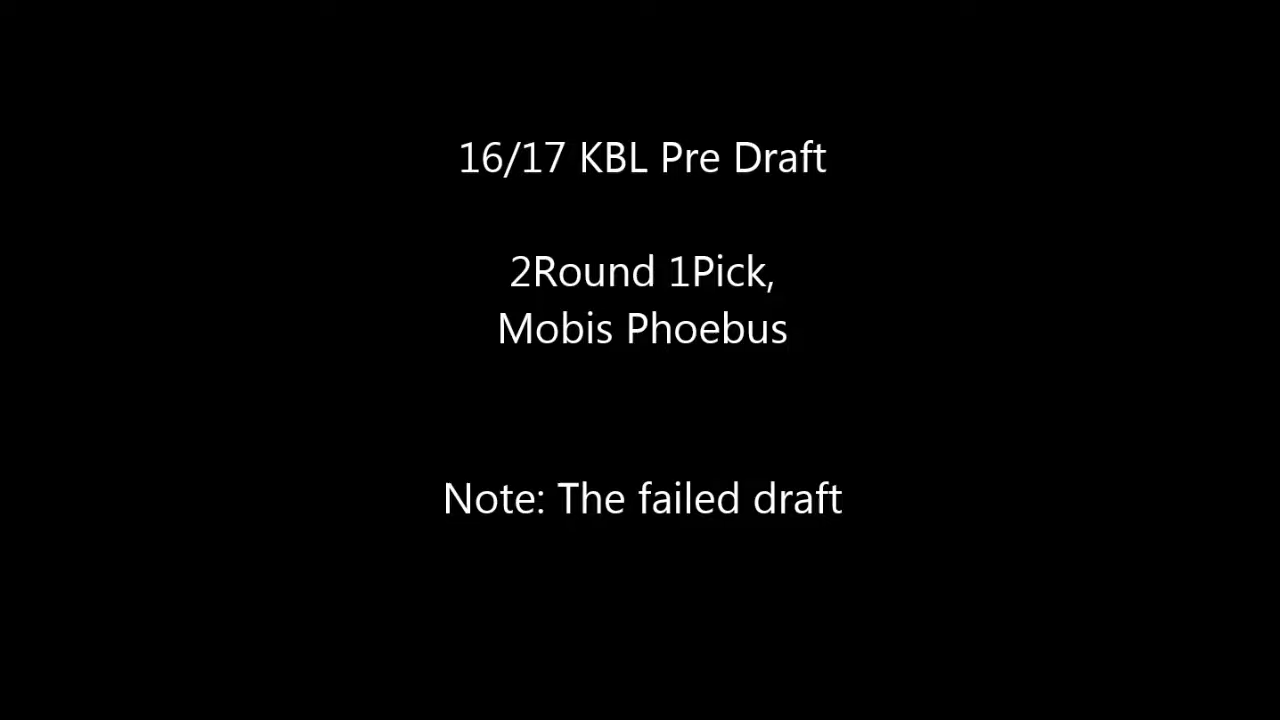 16/17 KBL Pre Draft
2Round 1Pick,
Mobis Phoebus
Note: The failed draft